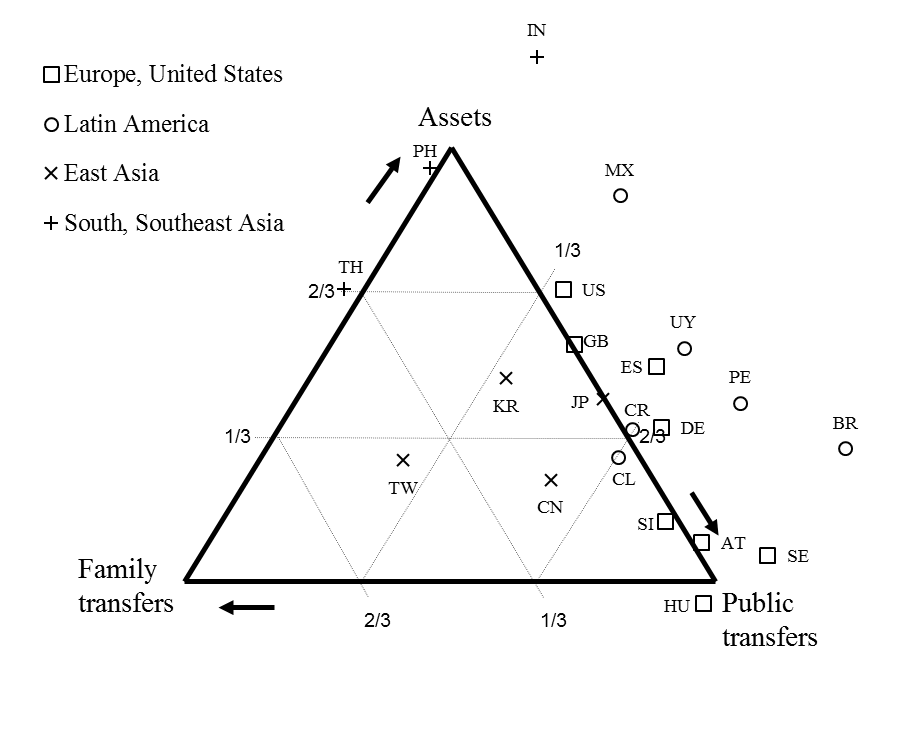 IN
Europe, United States
Latin America
Assets
PH
East Asia
MX
South, Southeast Asia
1/3
TH
2/3
US
UY
GB
ES
PE
KR
JP
CR
BR
1/3
2/3
DE
TW
CL
CN
SI
AT
SE
Family
transfers
HU
Public
transfers
2/3
1/3